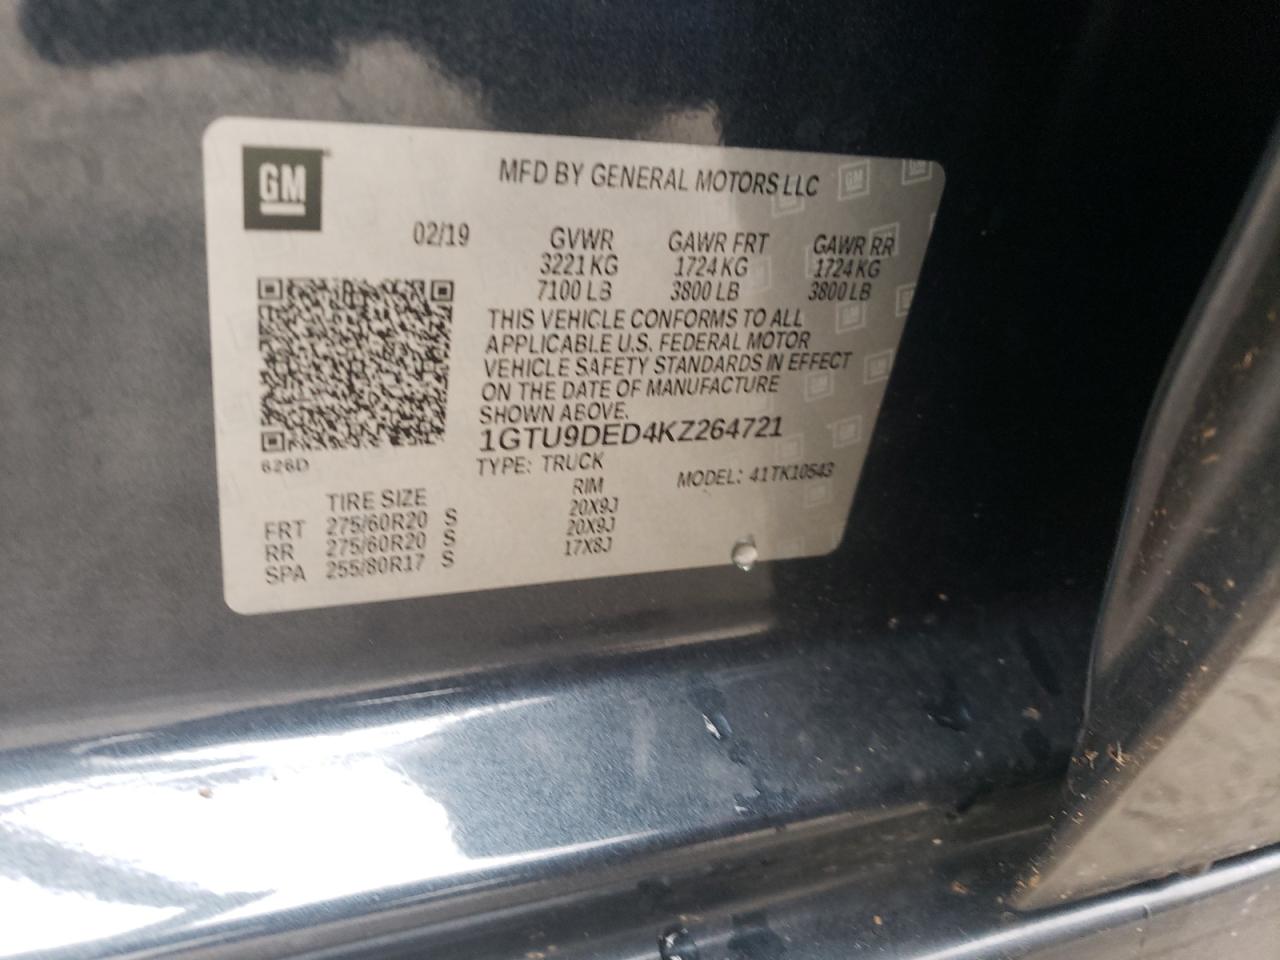 GM
MFD BY GENERAL MOTORS LLC
02/19 GVWR GAWR FRT GAWR RR
3221 KG 1724 KG 1724 KG
7100 LB 3800 LB 3800 LB
THIS VEHICLE CONFORMS TO ALL
APPLICABLE U.S. FEDERAL MOTOR
VEHICLE SAFETY STANDARDS IN EFFECT
ON THE DATE OF MANUFACTURE
SHOWN ABOVE.
1GTU9DED4KZ264721
626D
TYPE: TRUCK MODEL: 41TK10543
TIRE SIZE RIM
FRT 275/60R20 S 20X9J
RR 275/60R20 S 20X9J
SPA 255/80R17 S 17X8J